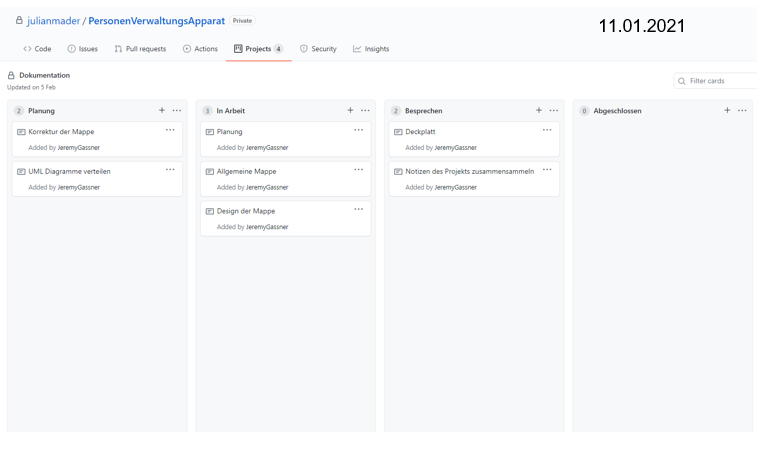 julianmader / PersonenVerwaltungsApparat Private
11.01.2021
Code Issues Pull requests Actions Projects 4 Security Insights
Dokumentation
Updated on 5 Feb
Filter cards
2 Planung
Korrektur der Mappe
Added by JeremyGassner
UML Diagramme verteilen
Added by JeremyGassner
3 In Arbeit
Planung
Added by JeremyGassner
Allgemeine Mappe
Added by JeremyGassner
Design der Mappe
Added by JeremyGassner
2 Besprechen
Deckplatt
Added by JeremyGassner
Notizen des Projekts zusammensammeln
Added by JeremyGassner
0 Abgeschlossen